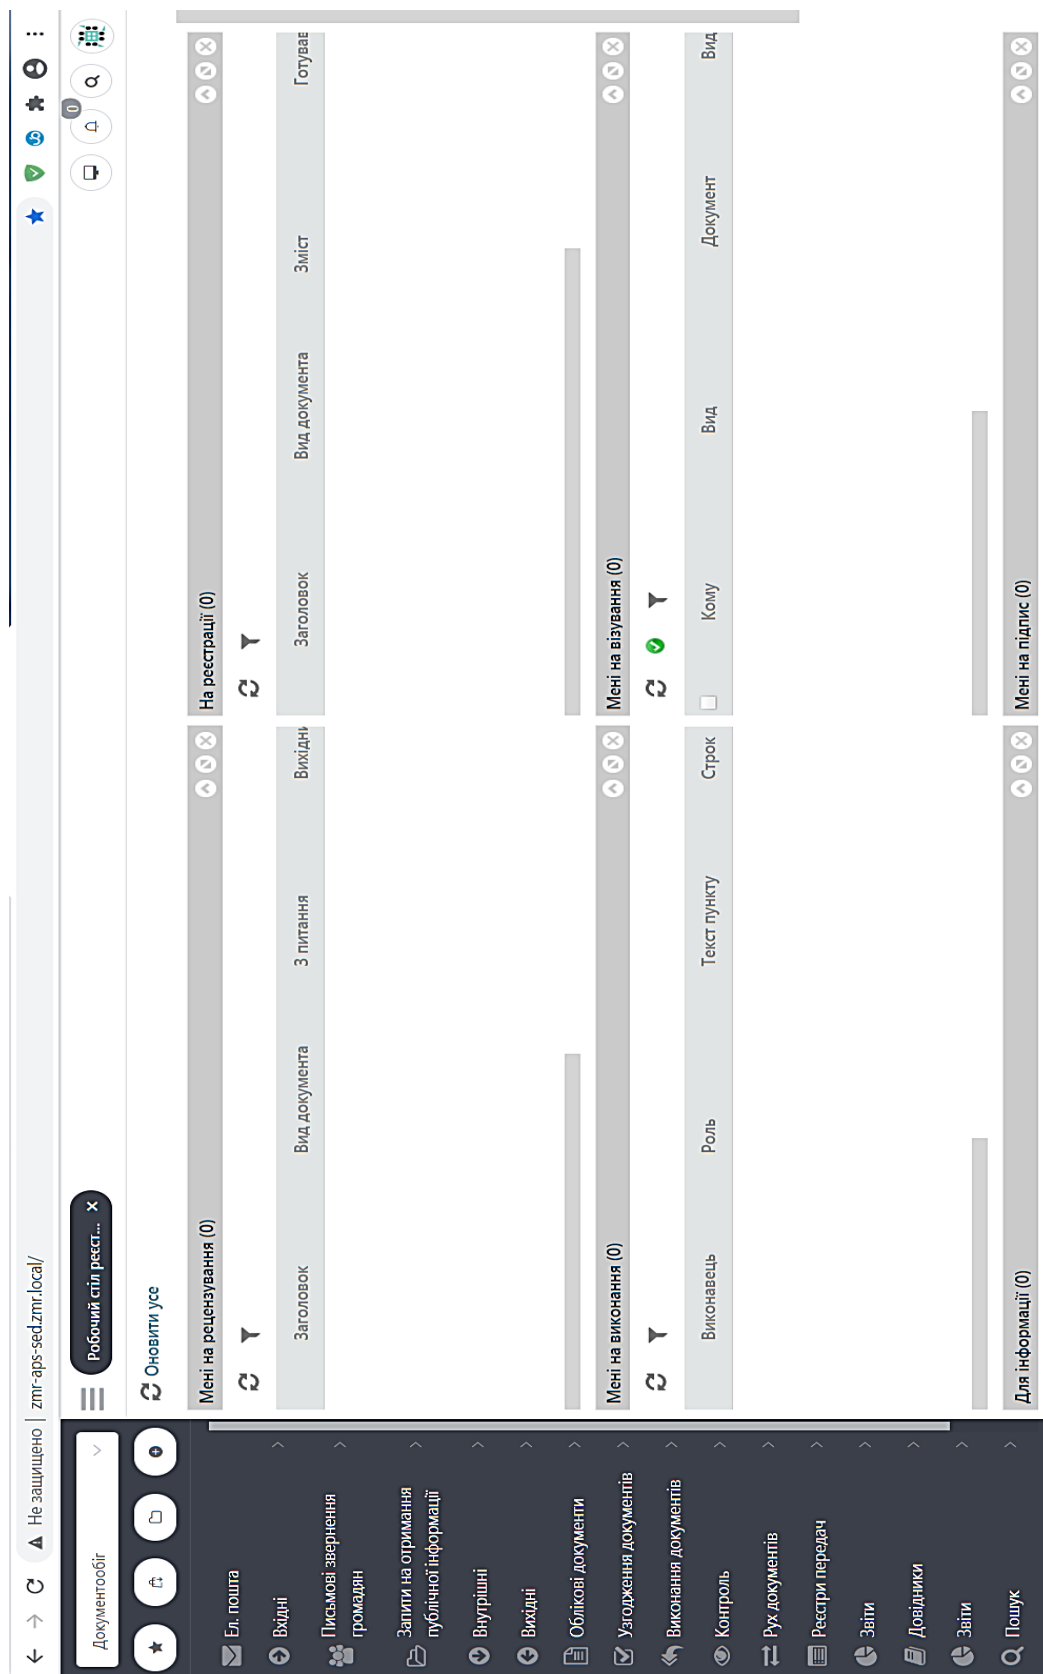 Не защищено | zmr-aps-sed.zmr.local/
Документообіг
Робочий стіл реєст... x
0
Оновити усе
Ел. пошта
Вхідні
Письмові звернення
громадян
Запити на отримання
публічної інформації
Внутрішні
Вихідні
Облікові документи
Узгодження документів
Виконання документів
Контроль
Рух документів
Реєстри передач
Звіти
Довідники
Звіти
Пошук
Мені на рецензування (0)
Заголовок Вид документа З питання Вихідни
На реєстрації (0)
Заголовок Вид документа Зміст Готував
Мені на виконання (0)
Виконавець Роль Текст пункту Строк
Мені на візування (0)
Кому Вид Документ Вид
Для інформації (0)
Мені на підпис (0)